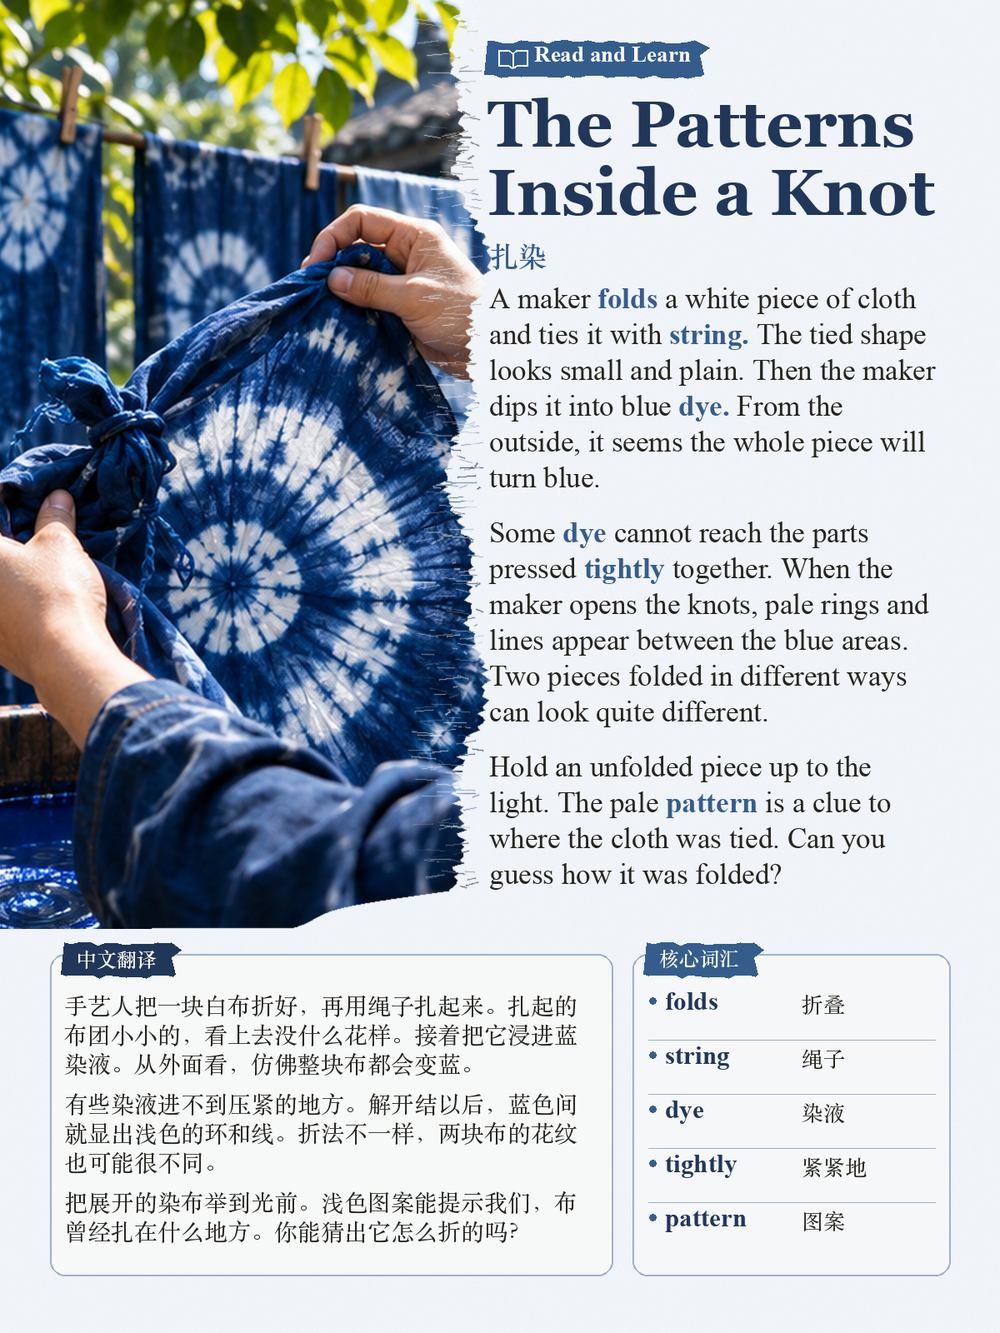 Read and Learn
The Patterns
Inside a Knot
扎染
A maker folds a white piece of cloth
and ties it with string. The tied shape
looks small and plain. Then the maker
dips it into blue dye. From the
outside, it seems the whole piece will
turn blue.
Some dye cannot reach the parts
pressed tightly together. When the
maker opens the knots, pale rings and
lines appear between the blue areas.
Two pieces folded in different ways
can look quite different.
Hold an unfolded piece up to the
light. The pale pattern is a clue to
where the cloth was tied. Can you
guess how it was folded?
中文翻译
手艺人把一块白布折好，再用绳子扎起来。扎起的
布团小小的，看上去没什么花样。接着把它浸进蓝
染液。从外面看，仿佛整块布都会变蓝。
有些染液进不到压紧的地方。解开结以后，蓝色间
就显出浅色的环和线。折法不一样，两块布的花纹
也可能很不同。
把展开的染布举到光前。浅色图案能提示我们，布
曾经扎在什么地方。你能猜出它怎么折的吗？
核心词汇
• folds 折叠
• string 绳子
• dye 染液
• tightly 紧紧地
• pattern 图案